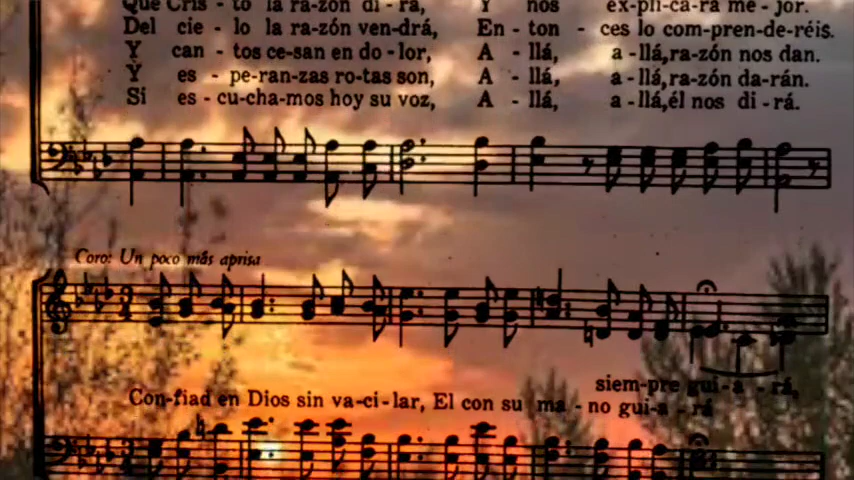 Que Cris - to la ra-zón di - rá, Y nos ex-pli-ca-rá me - jor.
Del cie - lo la ra-zón ven-drá, En - ton - ces lo com-pren-de-réis.
Y can - tos ce-san en do - lor, A - llá, a - llá, ra-zón nos dan.
Y es - pe-ran-zas ro-tas son, A - llá, a - llá, ra-zón da-rán.
Si es - cu-cha-mos hoy su voz, A - llá, a - llá, él nos di - rá.
Coro: Un poco más aprisa
siem-pre gui-a - rá,
Con-fiad en Dios sin va-ci-lar, El con su ma - no gui-a - rá